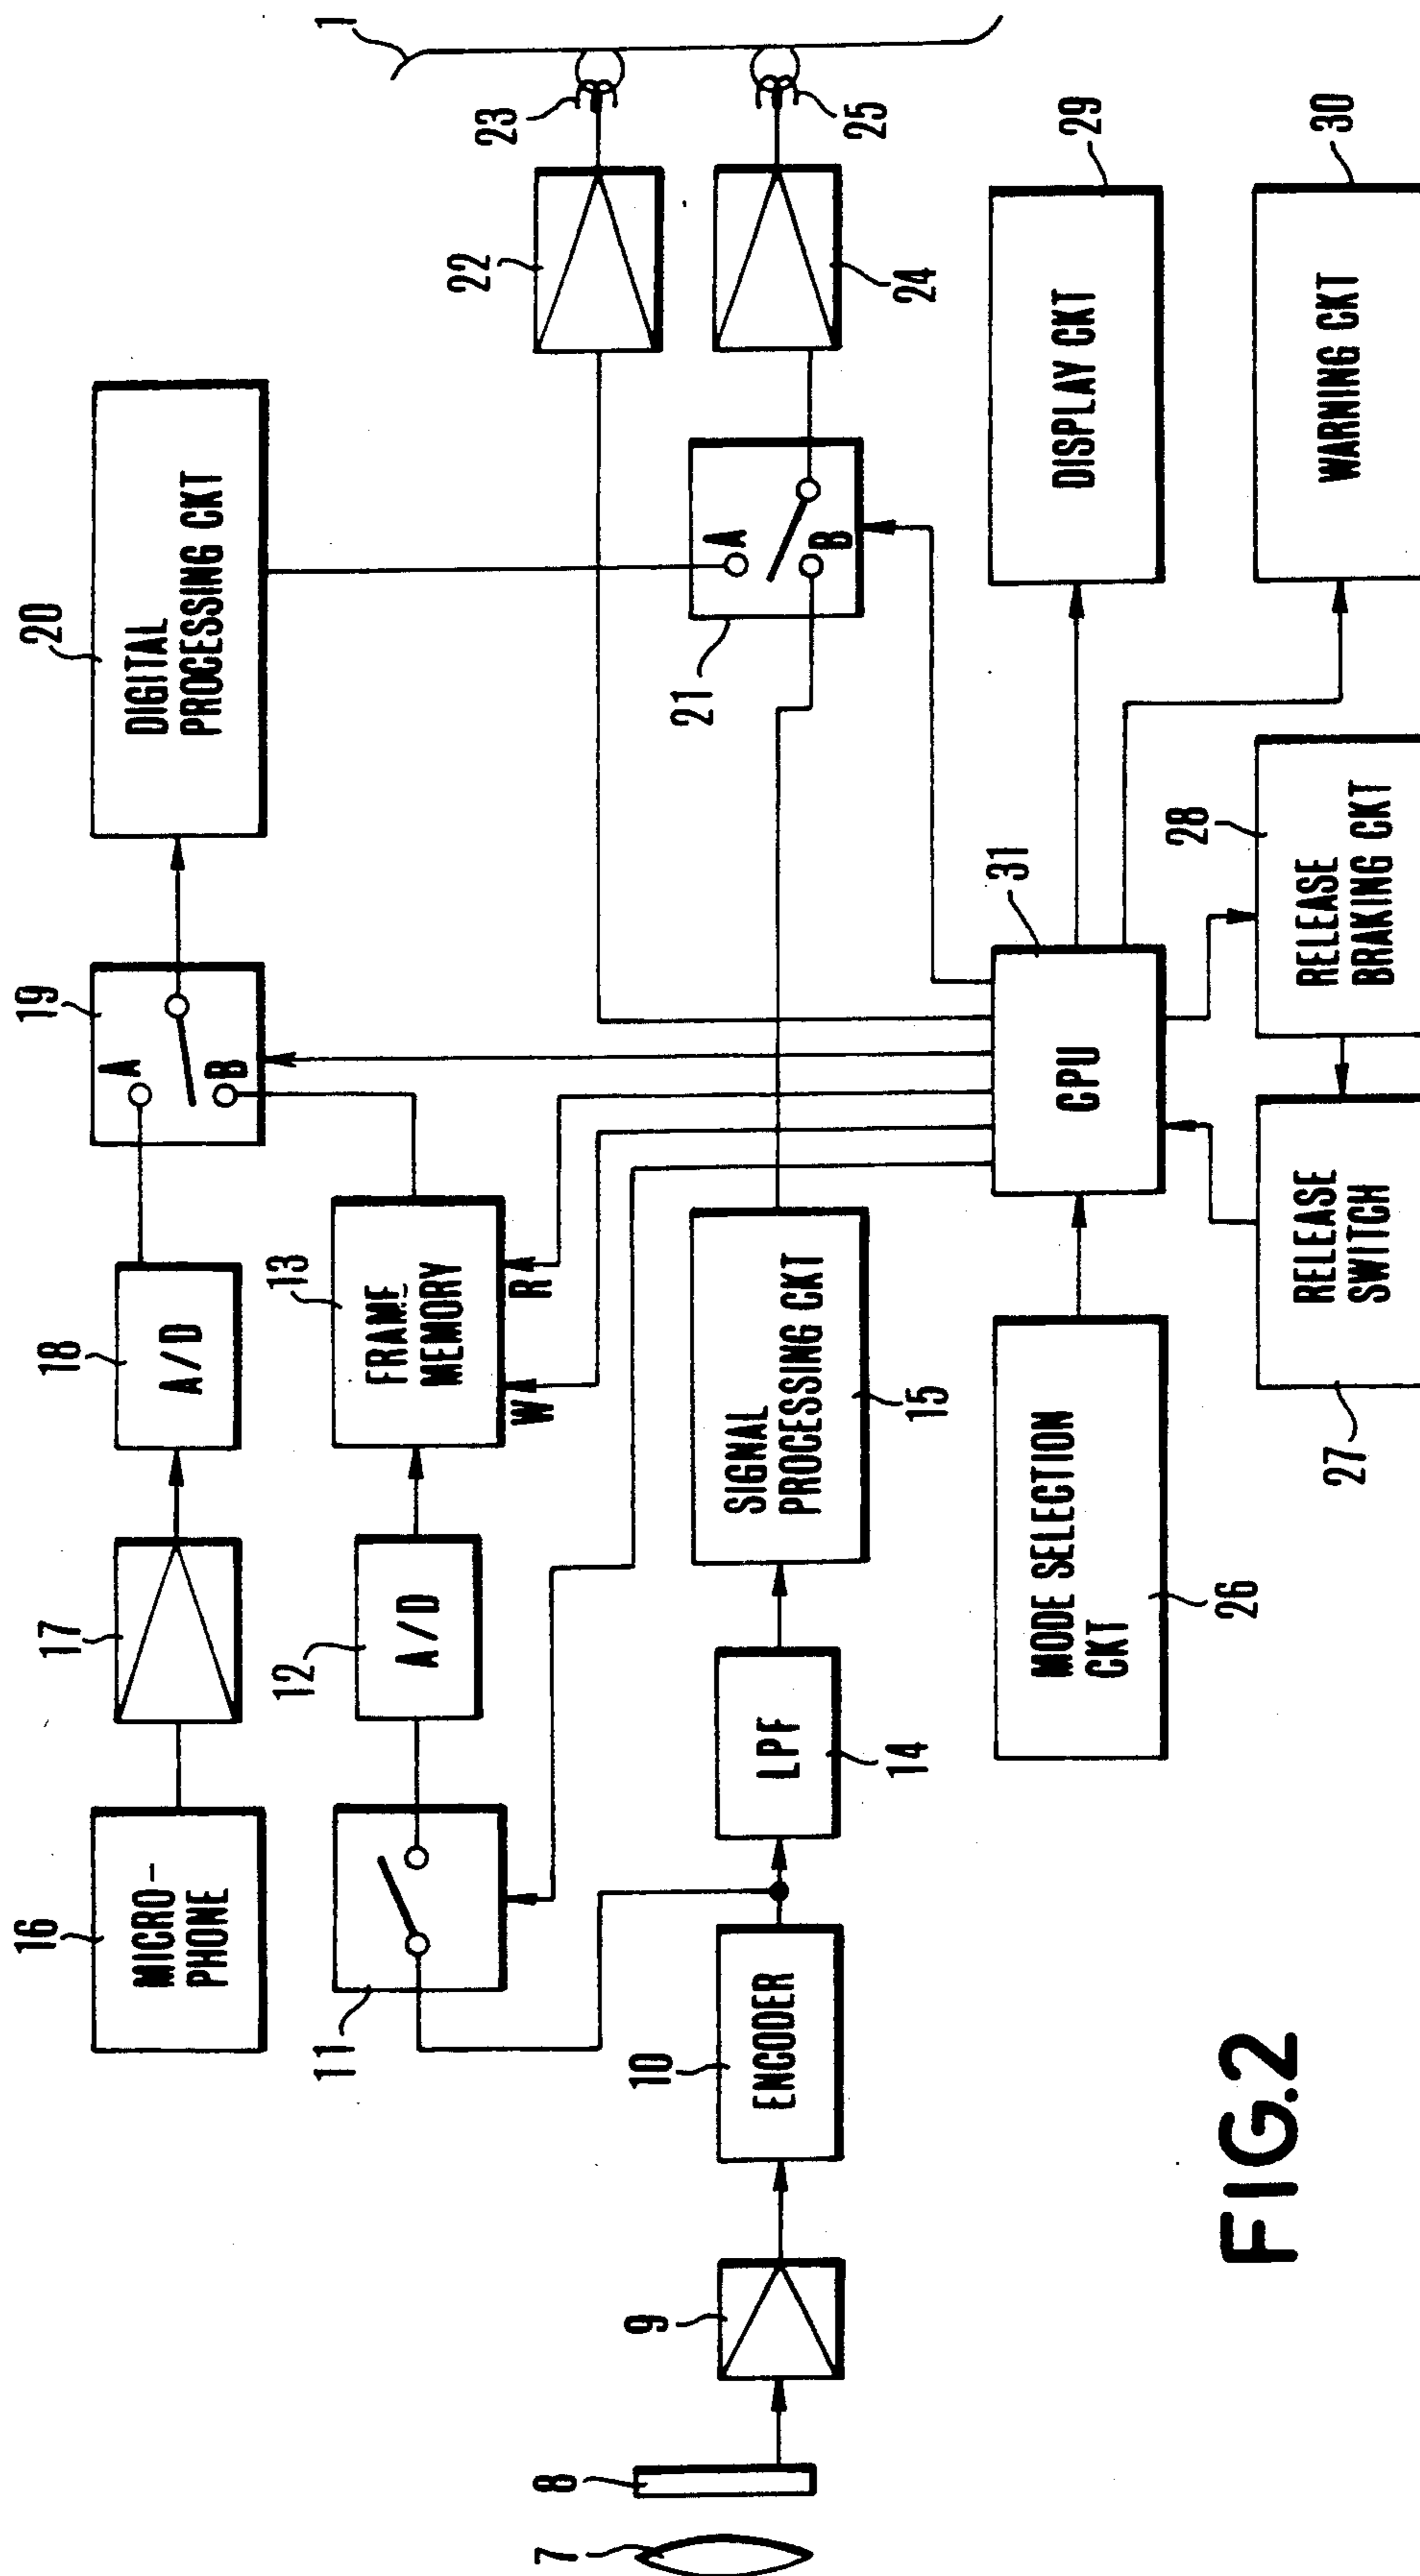 16
MICRO-
PHONE
17
18
A/D
19
A
B
20
DIGITAL
PROCESSING CKT
1
11
12
A/D
13
FRAME
MEMORY
W
R
22
23
7
8
9
10
ENCODER
14
LPF
15
SIGNAL
PROCESSING CKT
21
A
B
24
25
26
MODE SELECTION
CKT
31
CPU
29
DISPLAY CKT
27
RELEASE
SWITCH
28
RELEASE
BRAKING CKT
30
WARNING CKT
FIG.2